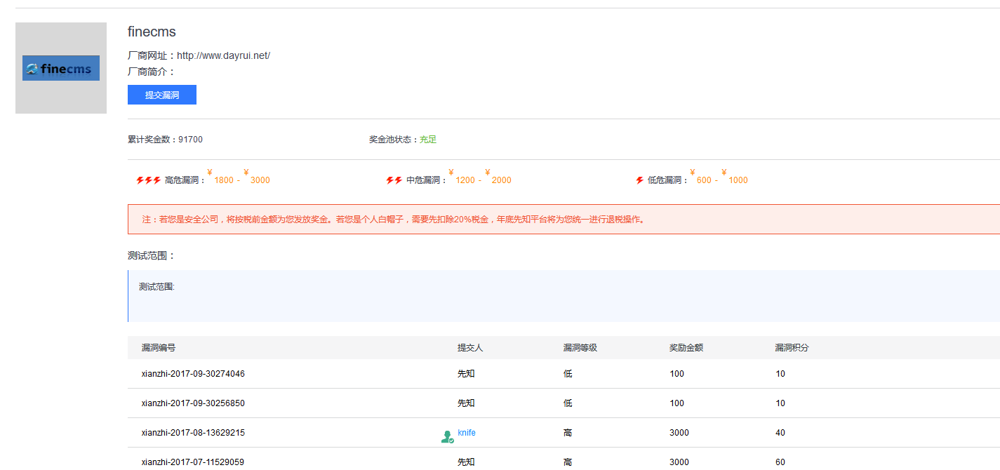 finecms
finecms
厂商网址：http://www.dayrui.net/
厂商简介：
提交漏洞
累计奖金数：91700 奖金池状态：充足
高危漏洞： ¥1800 - ¥3000 中危漏洞： ¥1200 - ¥2000 低危漏洞： ¥600 - ¥1000
注：若您是安全公司，将按税前金额为您发放奖金。若您是个人白帽子，需要先扣除20%税金，年底先知平台将为您统一进行退税操作。
测试范围：
测试范围:
漏洞编号 提交人 漏洞等级 奖励金额 漏洞积分
xianzhi-2017-09-30274046 先知 低 100 10
xianzhi-2017-09-30256850 先知 低 100 10
xianzhi-2017-08-13629215 knife 高 3000 40
xianzhi-2017-07-11529059 先知 高 3000 60